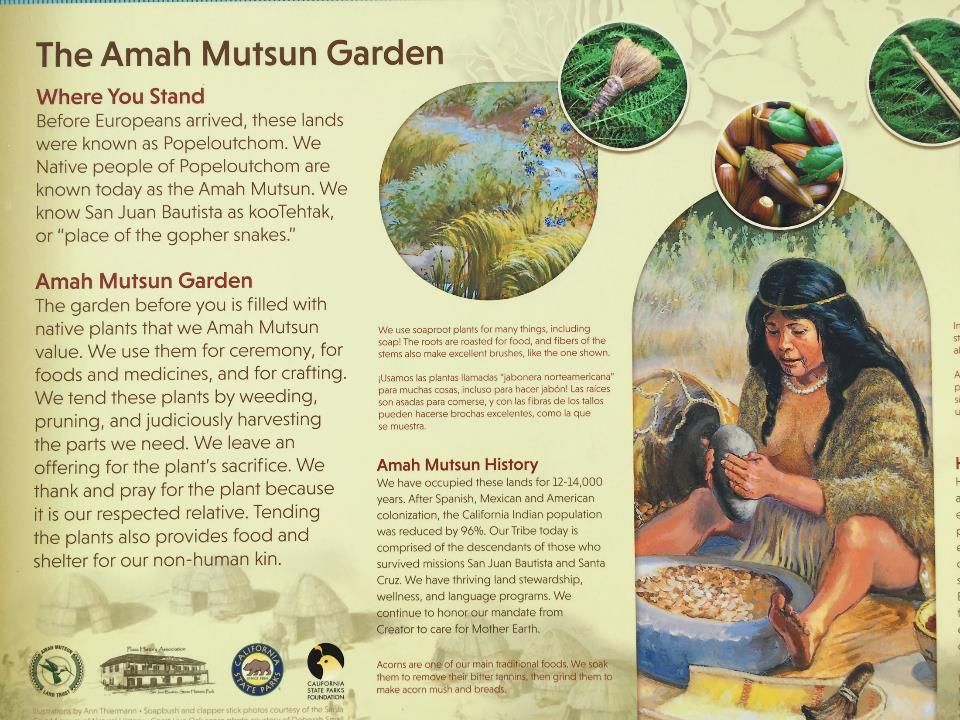 The Amah Mutsun Garden
Where You Stand
Before Europeans arrived, these lands
were known as Popeloutchom. We
Native people of Popeloutchom are
known today as the Amah Mutsun. We
know San Juan Bautista as kooTehtak,
or “place of the gopher snakes.”
Amah Mutsun Garden
The garden before you is filled with
native plants that we Amah Mutsun
value. We use them for ceremony, for
foods and medicines, and for crafting.
We tend these plants by weeding,
pruning, and judiciously harvesting
the parts we need. We leave an
offering for the plant’s sacrifice. We
thank and pray for the plant because
it is our respected relative. Tending
the plants also provides food and
shelter for our non-human kin.
We use soaproot plants for many things, including
soap! The roots are roasted for food, and fibers of the
stems also make excellent brushes, like the one shown.
¡Usamos las plantas llamadas “jabonera norteamericana”
para muchas cosas, incluso para hacer jabón! Las raíces
son asadas para comerse, y con las fibras de los tallos
pueden hacerse brochas excelentes, como la que
se muestra.
Amah Mutsun History
We have occupied these lands for 12-14,000
years. After Spanish, Mexican and American
colonization, the California Indian population
was reduced by 96%. Our Tribe today is
comprised of the descendants of those who
survived missions San Juan Bautista and Santa
Cruz. We have thriving land stewardship,
wellness, and language programs. We
continue to honor our mandate from
Creator to care for Mother Earth.
Acorns are one of our main traditional foods. We soak
them to remove their bitter tannins, then grind them to
make acorn mush and breads.
AMAH MUTSUN
LAND TRUST
Plaza History Association
San Juan Bautista State Historic Park
CALIFORNIA
STATE PARKS
CALIFORNIA
STATE PARKS
FOUNDATION
Illustrations by Ann Thiermann • Soapbrush and clapper stick photos courtesy of the Santa